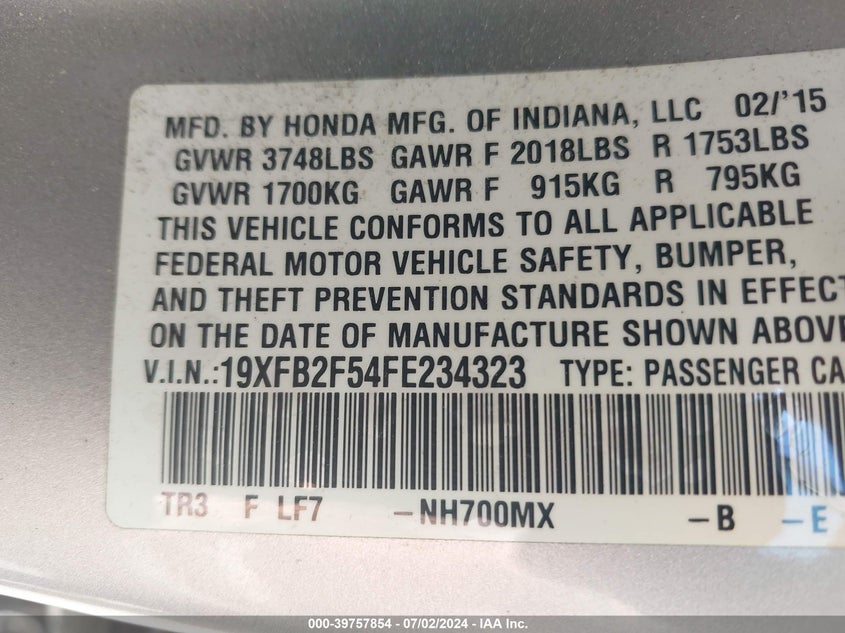 MFD. BY HONDA MFG. OF INDIANA, LLC 02/'15
GVWR 3748LBS GAWR F 2018LBS R 1753LBS
GVWR 1700KG GAWR F 915KG R 795KG
THIS VEHICLE CONFORMS TO ALL APPLICABLE
FEDERAL MOTOR VEHICLE SAFETY, BUMPER,
AND THEFT PREVENTION STANDARDS IN EFFECT
ON THE DATE OF MANUFACTURE SHOWN ABOVE
V.I.N.:19XFB2F54FE234323 TYPE: PASSENGER CA
TR3 F LF7 -NH700MX -B -E
000-39757854 / 07/02/2024 - IAA Inc.